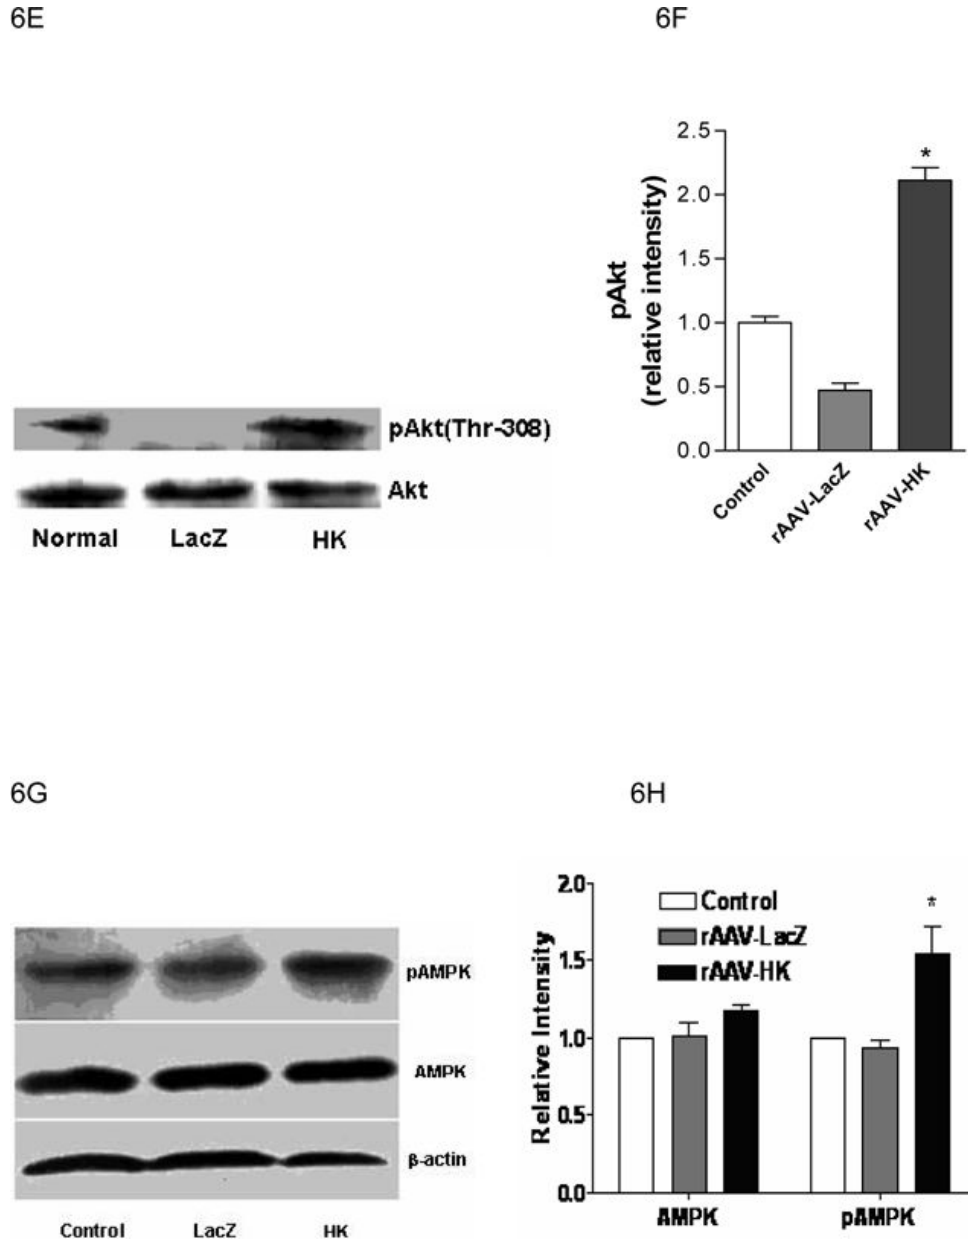 6E
6F
2.5
2.0
1.5
1.0
0.5
0.0
pAkt
(relative intensity)
*
Control
rAAV-LacZ
rAAV-HK
pAkt(Thr-308)
Akt
Normal LacZ HK
6G
6H
pAMPK
AMPK
β-actin
Control LacZ HK
2.0
1.5
1.0
0.5
0.0
Relative Intensity
Control
rAAV-LacZ
rAAV-HK
*
AMPK pAMPK